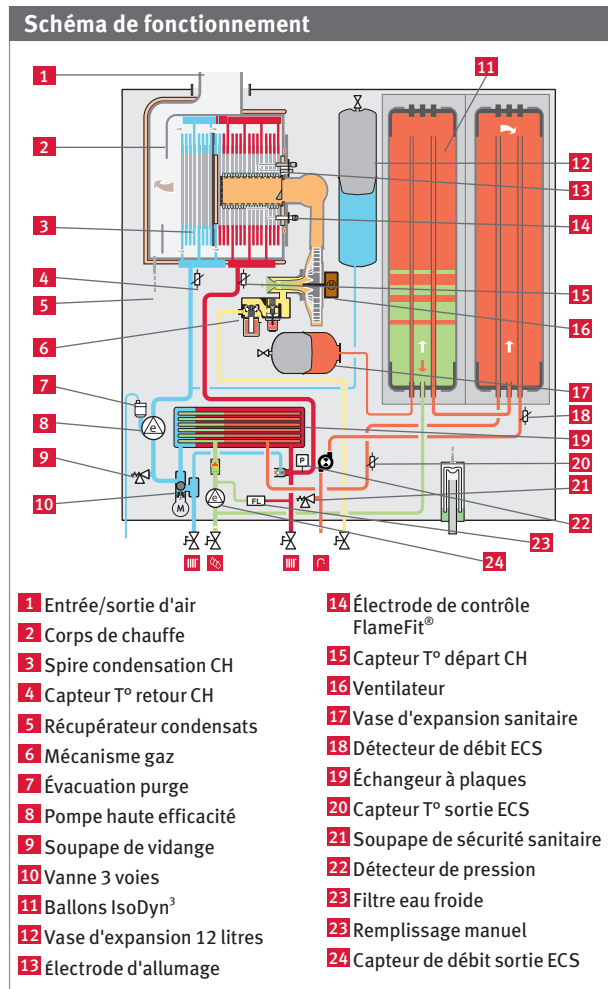 Schéma de fonctionnement
1
2
3
4
5
6
7
8
9
10
11
12
13
14
15
16
17
18
19
20
21
22
23
24
M
e
P
M
e
FL
1 Entrée/sortie d'air
2 Corps de chauffe
3 Spire condensation CH
4 Capteur T° retour CH
5 Récupérateur condensats
6 Mécanisme gaz
7 Évacuation purge
8 Pompe haute efficacité
9 Soupape de vidange
10 Vanne 3 voies
11 Ballons IsoDyn³
12 Vase d'expansion 12 litres
13 Électrode d'allumage
14 Électrode de contrôle
FlameFit®
15 Capteur T° départ CH
16 Ventilateur
17 Vase d'expansion sanitaire
18 Détecteur de débit ECS
19 Échangeur à plaques
20 Capteur T° sortie ECS
21 Soupape de sécurité sanitaire
22 Détecteur de pression
23 Filtre eau froide
23 Remplissage manuel
24 Capteur de débit sortie ECS